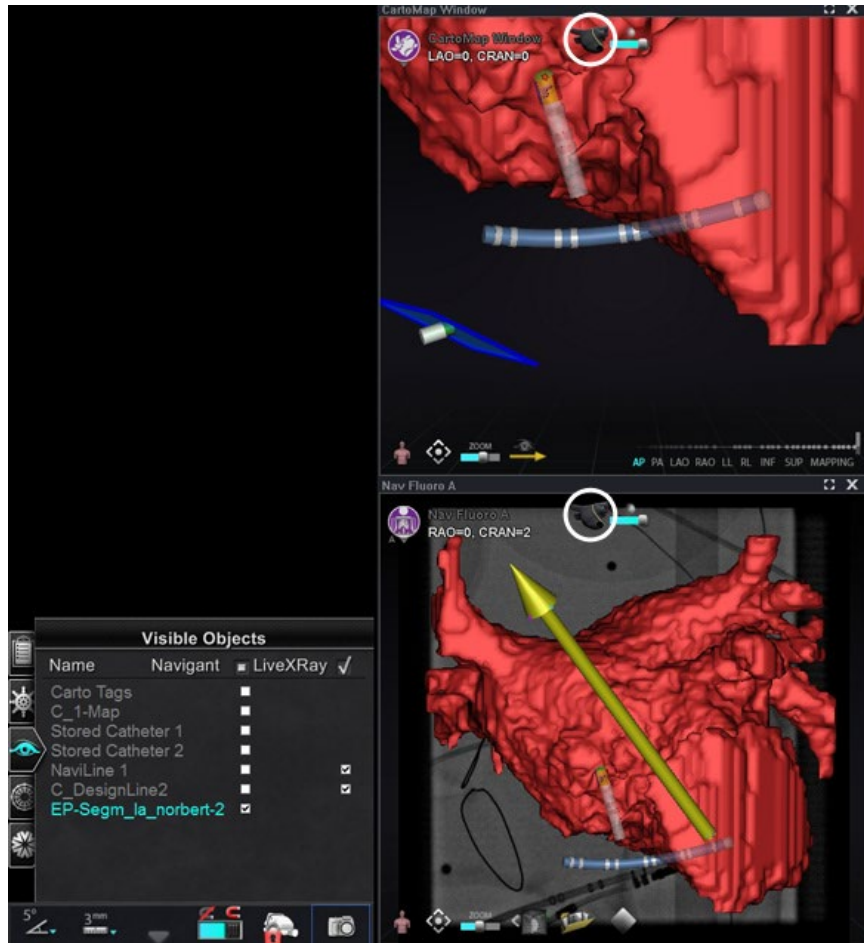 CartoMap Window
CartoMap Window
LAO=0, CRAN=0
ZOOM
AP PA LAO RAO LL RL INF SUP MAPPING
Nav Fluoro A
Nav Fluoro A
RAO=0, CRAN=2
A
ZOOM
Visible Objects
Name Navigant LiveXRay
Carto Tags
C_1-Map
Stored Catheter 1
Stored Catheter 2
NaviLine 1
C_DesignLine2
EP-Segm_la_norbert-2
5° 3mm